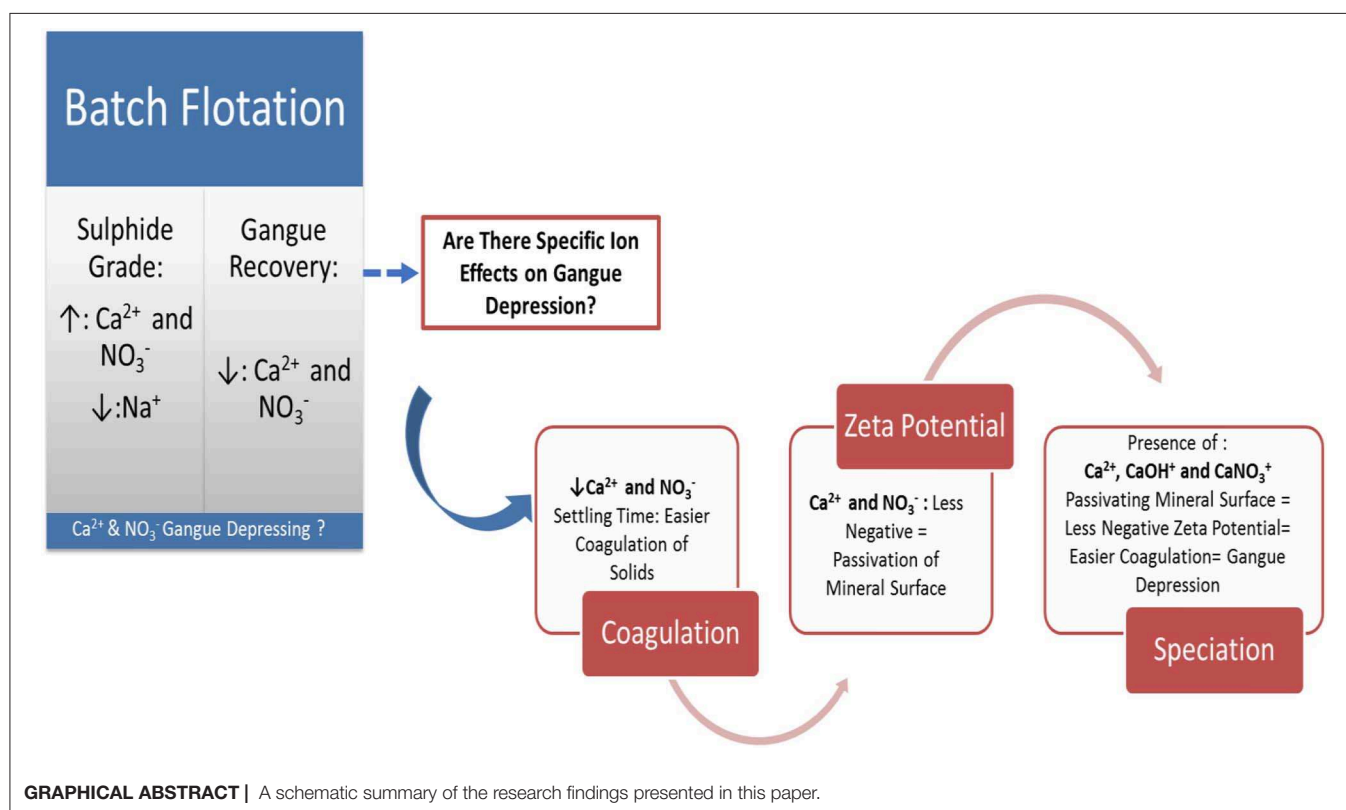 Batch Flotation
Sulphide
Grade:
↑: Ca²⁺ and
NO₃⁻
↓:Na⁺
Gangue
Recovery:
↓: Ca²⁺ and
NO₃⁻
Ca²⁺ & NO₃⁻ Gangue Depressing ?
Are There Specific Ion
Effects on Gangue
Depression?
↓Ca²⁺ and NO₃⁻
Settling Time: Easier
Coagulation of
Solids
Coagulation
Zeta Potential
Ca²⁺ and NO₃⁻ : Less
Negative =
Passivation of
Mineral Surface
Presence of :
Ca²⁺, CaOH⁺ and CaNO₃⁺
Passivating Mineral Surface =
Less Negative Zeta Potential=
Easier Coagulation= Gangue
Depression
Speciation
GRAPHICAL ABSTRACT | A schematic summary of the research findings presented in this paper.